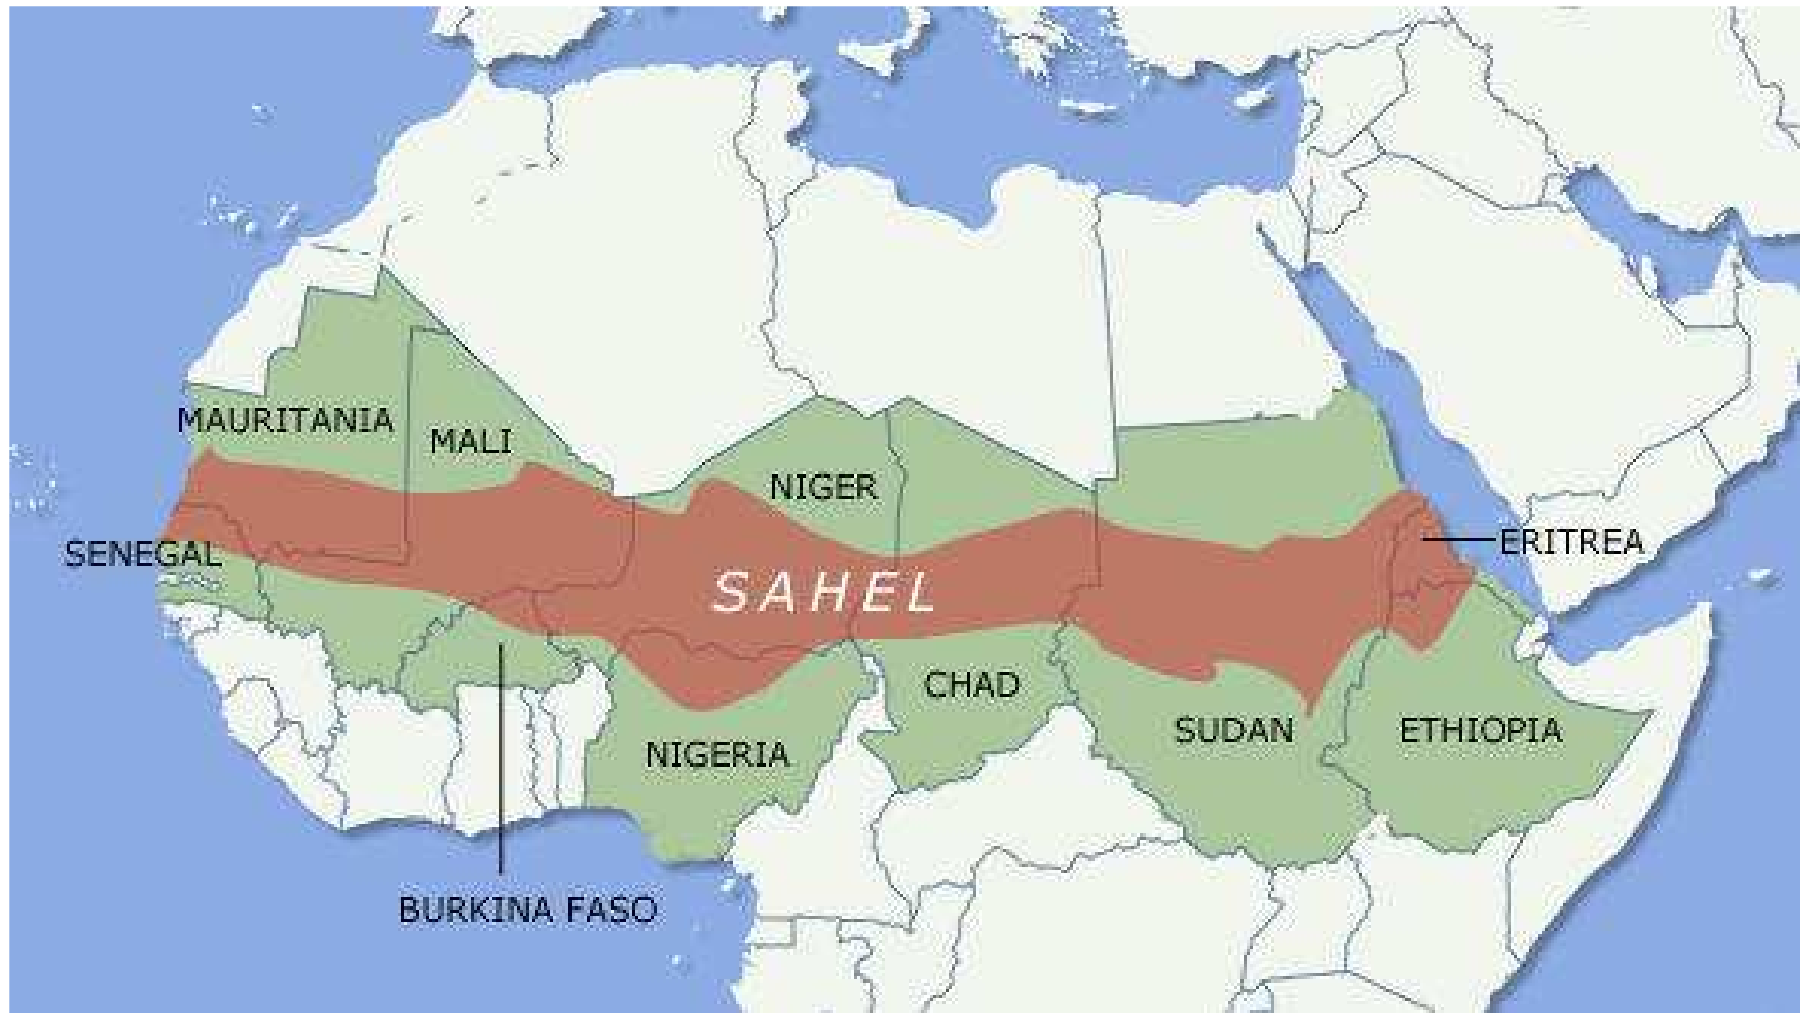 MAURITANIA
MALI
NIGER
SENEGAL
ERITREA
SAHEL
CHAD
SUDAN
ETHIOPIA
NIGERIA
BURKINA FASO